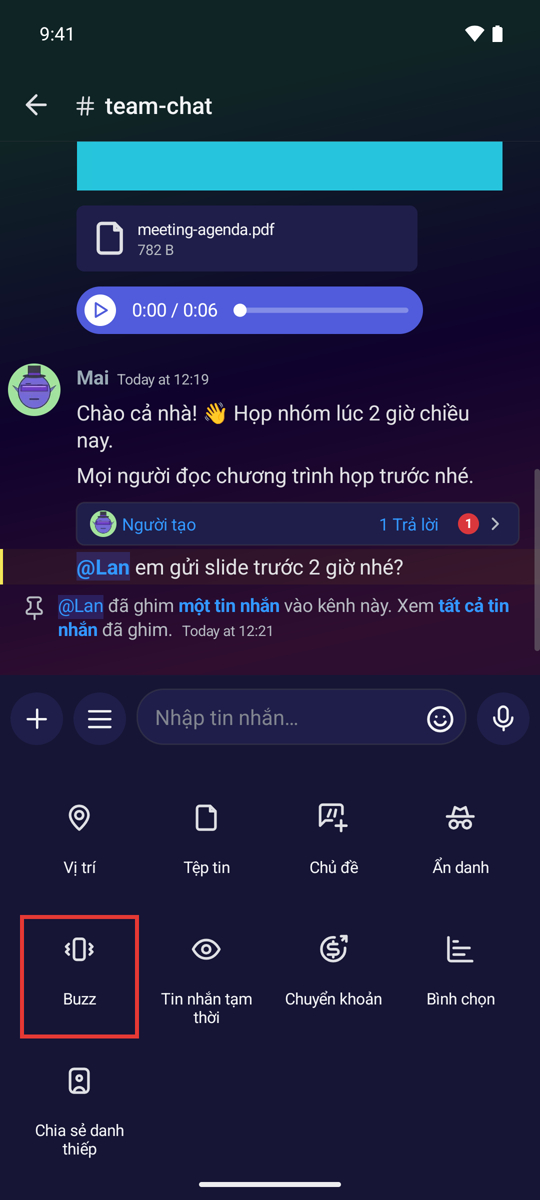 9:41
# team-chat
meeting-agenda.pdf
782 B
0:00 / 0:06
Mai Today at 12:19
Chào cả nhà! 👋 Họp nhóm lúc 2 giờ chiều
nay.
Mọi người đọc chương trình họp trước nhé.
Người tạo 1 Trả lời 1
@Lan em gửi slide trước 2 giờ nhé?
@Lan đã ghim một tin nhắn vào kênh này. Xem tất cả tin
nhắn đã ghim. Today at 12:21
Nhập tin nhắn...
Vị trí Tệp tin Chủ đề Ẩn danh
Buzz Tin nhắn tạm Chuyển khoản Bình chọn
thời
Chia sẻ danh
thiếp